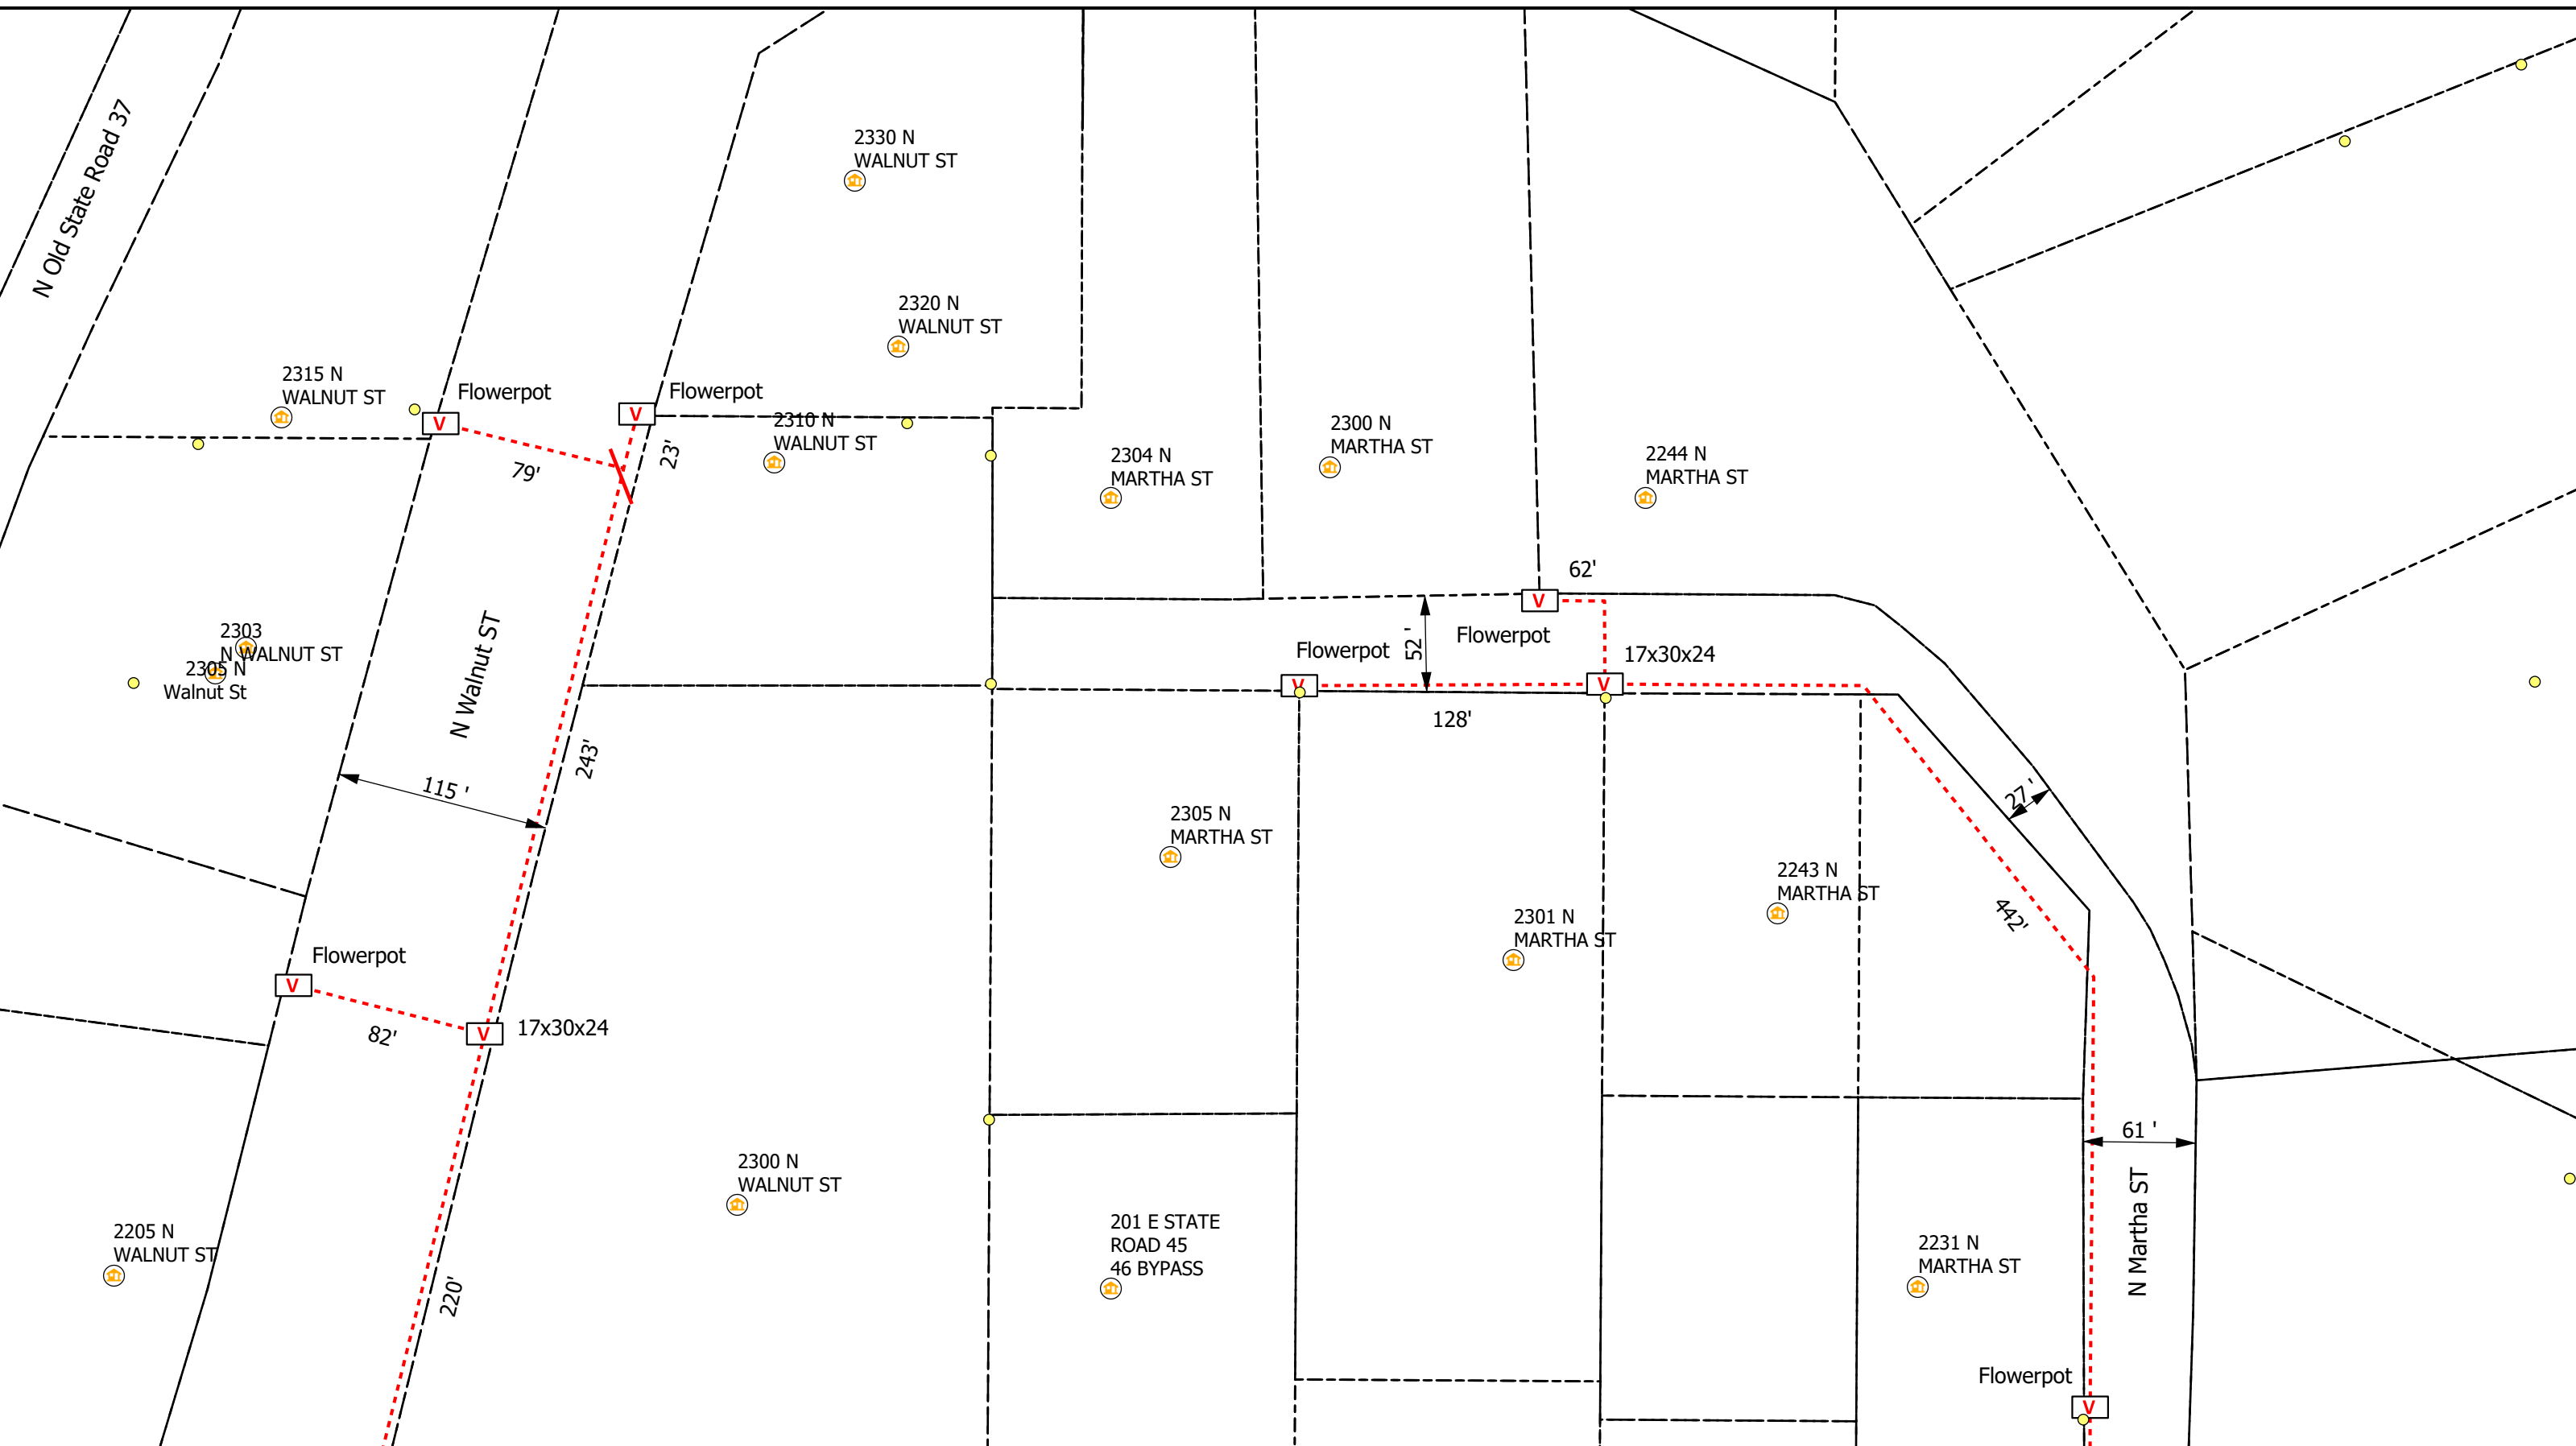 N Old State Road 37
2330 N
WALNUT ST
2320 N
WALNUT ST
2315 N
WALNUT ST
V
Flowerpot
V
Flowerpot
79'
23'
2310 N
WALNUT ST
2304 N
MARTHA ST
2300 N
MARTHA ST
2244 N
MARTHA ST
62'
V
Flowerpot
52 '
Flowerpot
V
17x30x24
V
128'
2303
N WALNUT ST
2305 N
Walnut St
N Walnut ST
243'
115 '
27 '
2305 N
MARTHA ST
2243 N
MARTHA ST
2301 N
MARTHA ST
442'
Flowerpot
V
82'
V
17x30x24
61 '
N Martha ST
2300 N
WALNUT ST
201 E STATE
ROAD 45
46 BYPASS
2205 N
WALNUT ST
220'
2231 N
MARTHA ST
Flowerpot
V